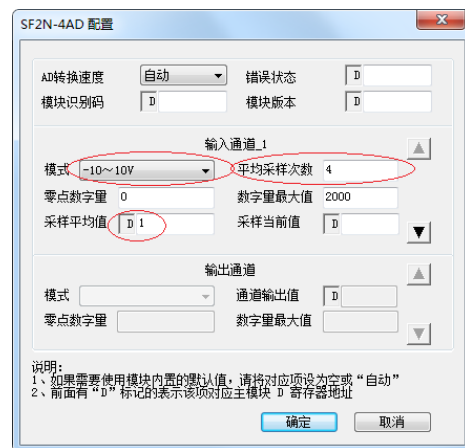 SF2N-4AD 配置
AD转换速度 自动 错误状态 D
模块识别码 D 模块版本 D
输入通道_1
模式 -10～10V 平均采样次数 4
零点数字量 0 数字量最大值 2000
采样平均值 D 1 采样当前值 D
输出通道
模式 通道输出值 D
零点数字量 数字量最大值
说明:
1、如果需要使用模块内置的默认值，请将对应项设为空或“自动”
2、前面有“D”标记的表示该项对应主模块 D 寄存器地址
确定 取消